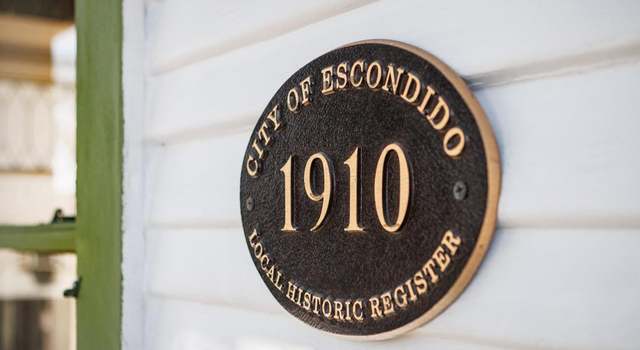 CITY OF ESCONDIDO
1910
LOCAL HISTORIC REGISTER